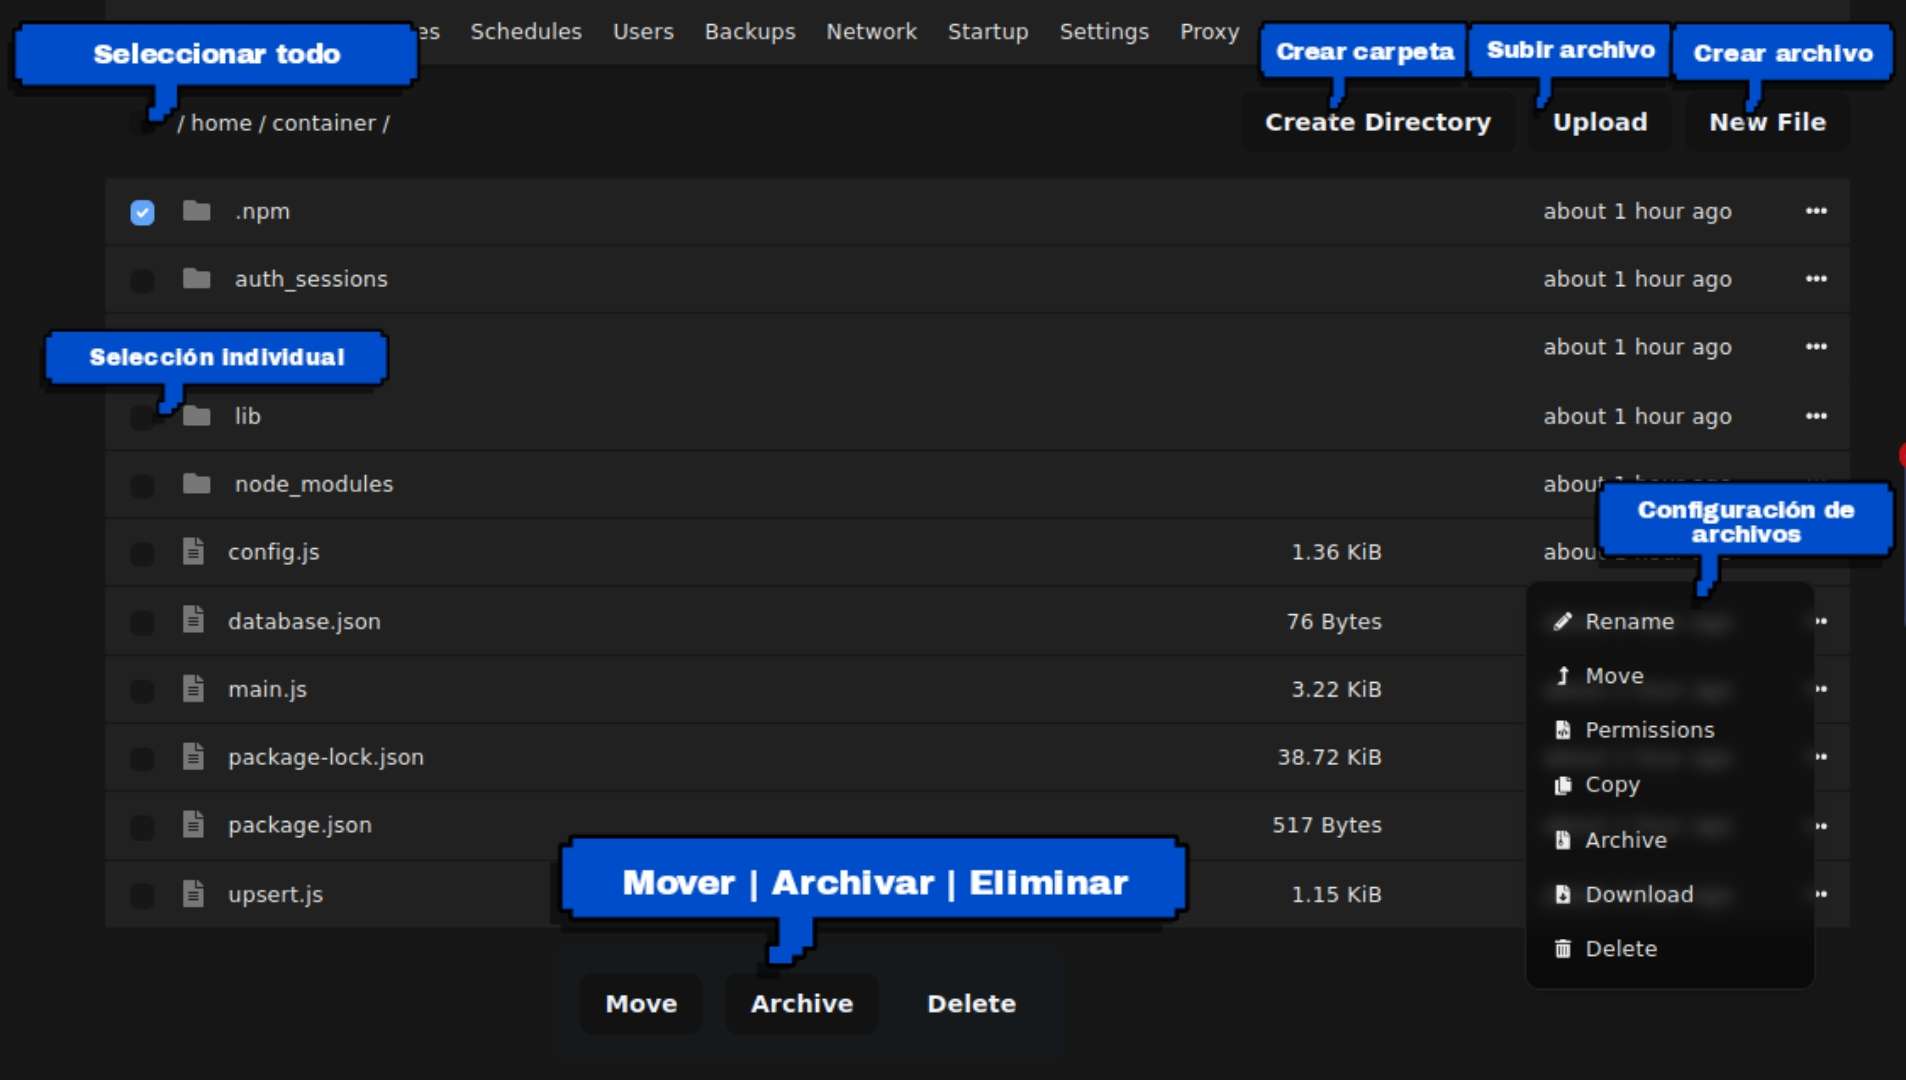 Seleccionar todo
es Schedules Users Backups Network Startup Settings Proxy
Crear carpeta
Subir archivo
Crear archivo
/ home / container /
Create Directory
Upload
New File
.npm about 1 hour ago
auth_sessions about 1 hour ago
about 1 hour ago
Selección individual
lib about 1 hour ago
node_modules about 1 hour ago
Configuración de
archivos
config.js 1.36 KiB abou
database.json 76 Bytes
main.js 3.22 KiB
package-lock.json 38.72 KiB
package.json 517 Bytes
upsert.js 1.15 KiB
Rename
Move
Permissions
Copy
Archive
Download
Delete
Mover | Archivar | Eliminar
Move
Archive
Delete